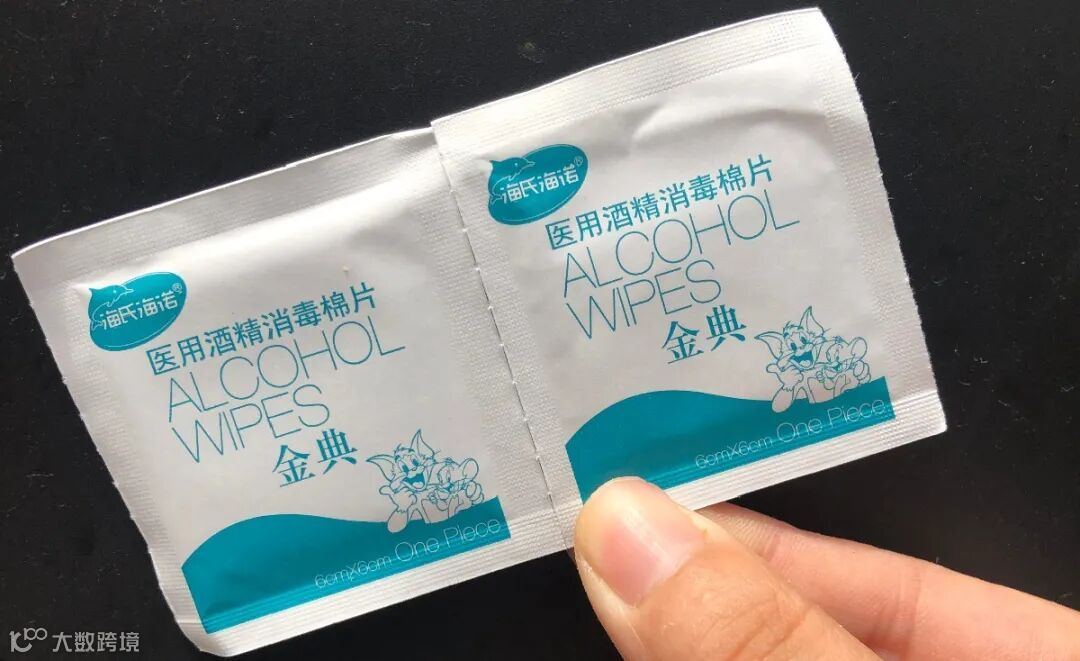 海氏海诺®
医用酒精消毒棉片
ALCOHOL
WIPES
金典
6cmX6cm One Piece
海氏海诺®
医用酒精消毒棉片
ALCOHOL
WIPES
金典
6cmX6cm One Piece
大数跨境